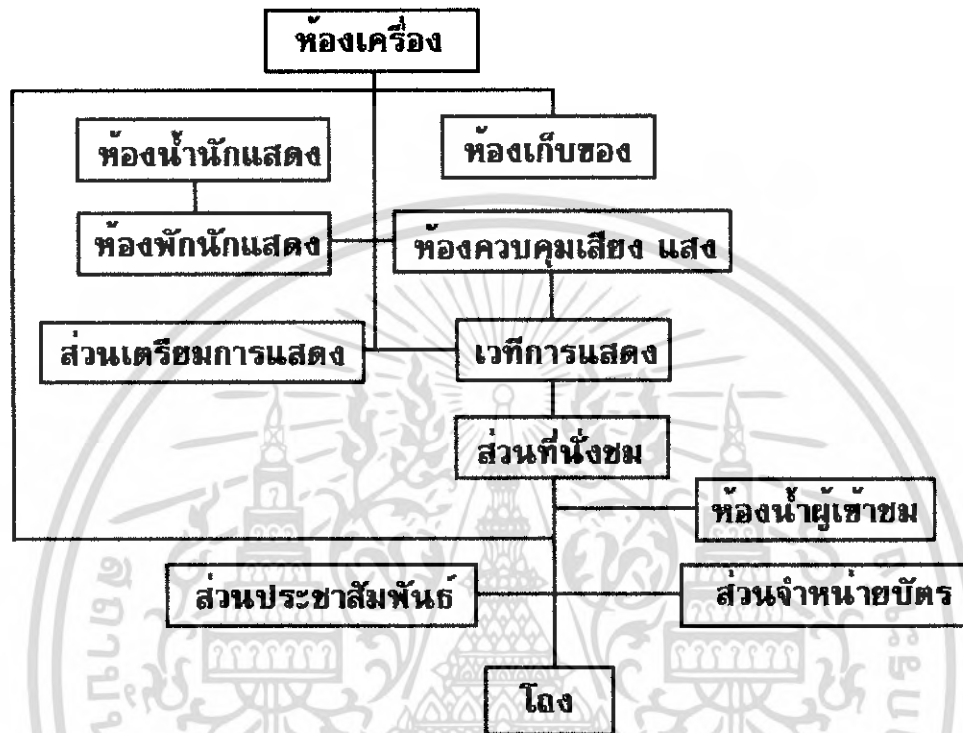 ห้องเครื่อง
ห้องน้ำนักแสดง
ห้องเก็บของ
ห้องพักนักแสดง
ห้องควบคุมเสียง แสง
ส่วนเตรียมการแสดง
เวทีการแสดง
ส่วนที่นั่งชม
ห้องน้ำผู้เข้าชม
ส่วนประชาสัมพันธ์
ส่วนจำหน่ายบัตร
โถง